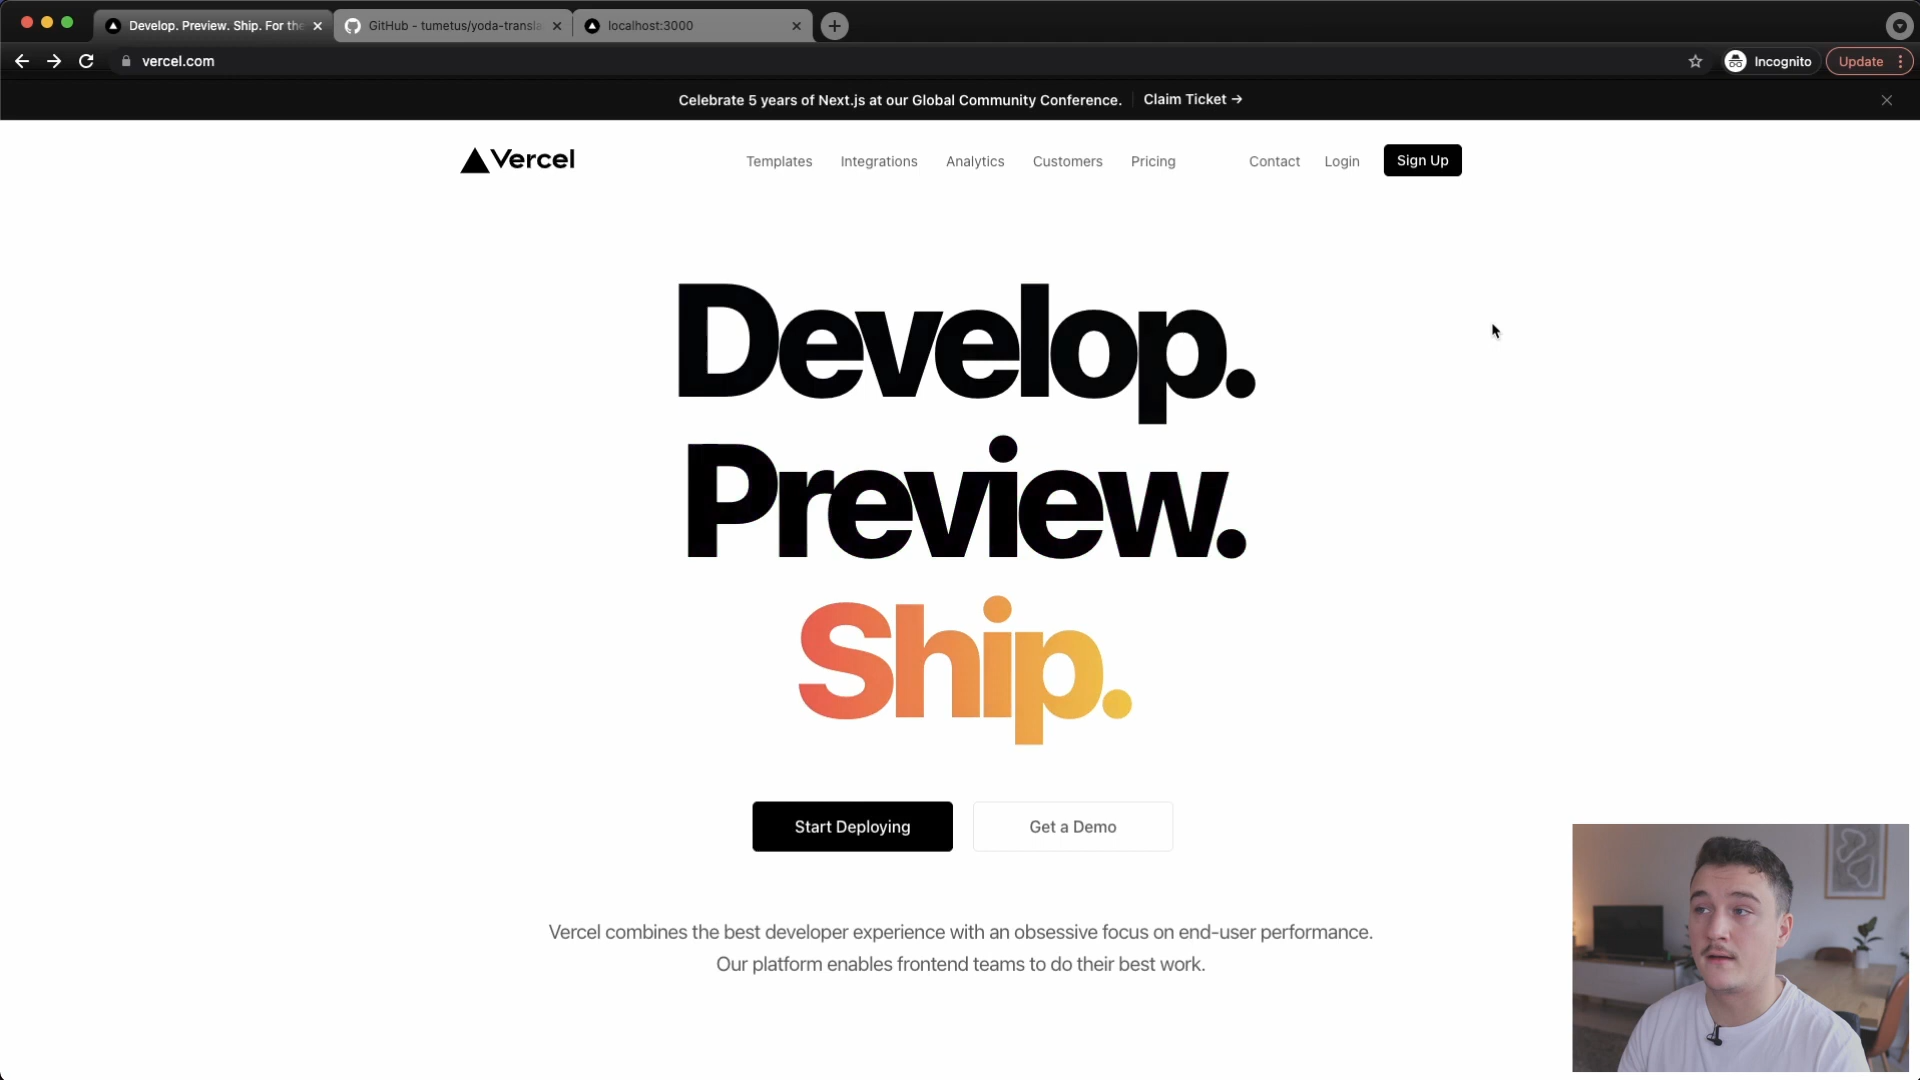 Develop. Preview. Ship. For the
GitHub - tumetus/yoda-transla
localhost:3000
vercel.com
Incognito
Update
Celebrate 5 years of Next.js at our Global Community Conference.
Claim Ticket →
Vercel
Templates
Integrations
Analytics
Customers
Pricing
Contact
Login
Sign Up
Develop.
Preview.
Ship.
Start Deploying
Get a Demo
Vercel combines the best developer experience with an obsessive focus on end-user performance.
Our platform enables frontend teams to do their best work.